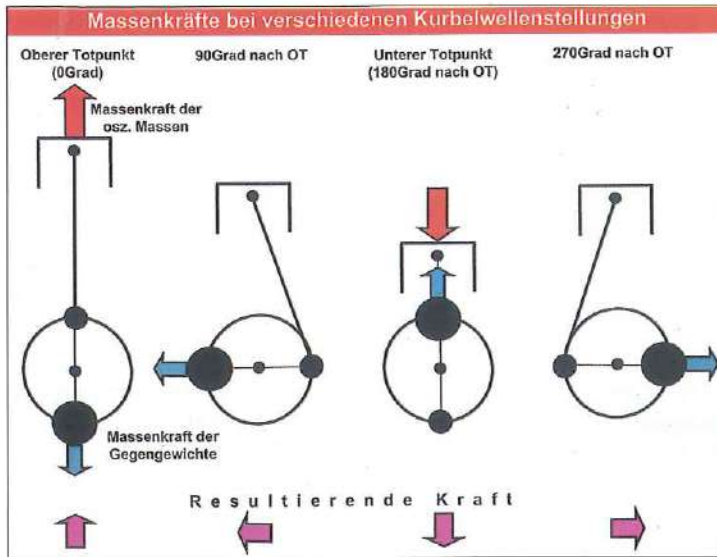 Massenkräfte bei verschiedenen Kurbelwellenstellungen
Oberer Totpunkt
(0Grad)
90Grad nach OT
Unterer Totpunkt
(180Grad nach OT)
270Grad nach OT
Massenkraft der
osz. Massen
Massenkraft der
Gegengewichte
Resultierende Kraft